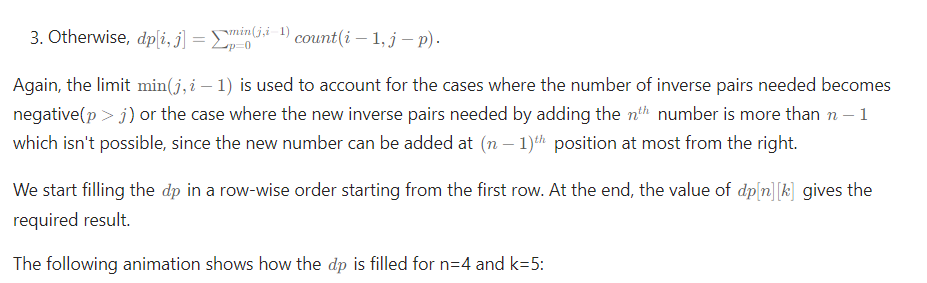 3. Otherwise, dp[i, j] = ∑_{p=0}^{min(j,i−1)} count(i − 1, j − p).
Again, the limit min(j, i − 1) is used to account for the cases where the number of inverse pairs needed becomes
negative(p > j) or the case where the new inverse pairs needed by adding the n^{th} number is more than n − 1
which isn't possible, since the new number can be added at (n − 1)^{th} position at most from the right.
We start filling the dp in a row-wise order starting from the first row. At the end, the value of dp[n][k] gives the
required result.
The following animation shows how the dp is filled for n=4 and k=5: